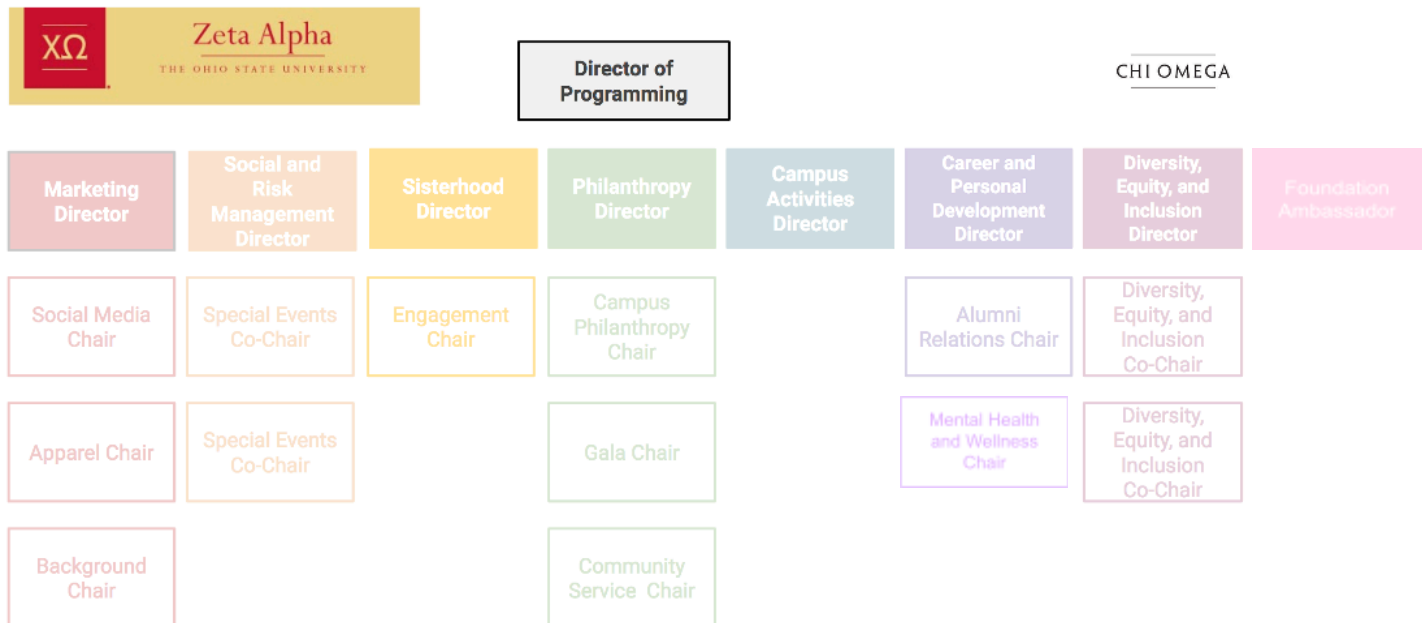 ΧΩ
Zeta Alpha
THE OHIO STATE UNIVERSITY
Director of
Programming
CHI OMEGA
Marketing
Director
Social and
Risk
Management
Director
Sisterhood
Director
Philanthropy
Director
Campus
Activities
Director
Career and
Personal
Development
Director
Diversity,
Equity, and
Inclusion
Director
Foundation
Ambassador
Social Media
Chair
Special Events
Co-Chair
Engagement
Chair
Campus
Philanthropy
Chair
Alumni
Relations Chair
Diversity,
Equity, and
Inclusion
Co-Chair
Apparel Chair
Special Events
Co-Chair
Gala Chair
Mental Health
and Wellness
Chair
Diversity,
Equity, and
Inclusion
Co-Chair
Background
Chair
Community
Service Chair